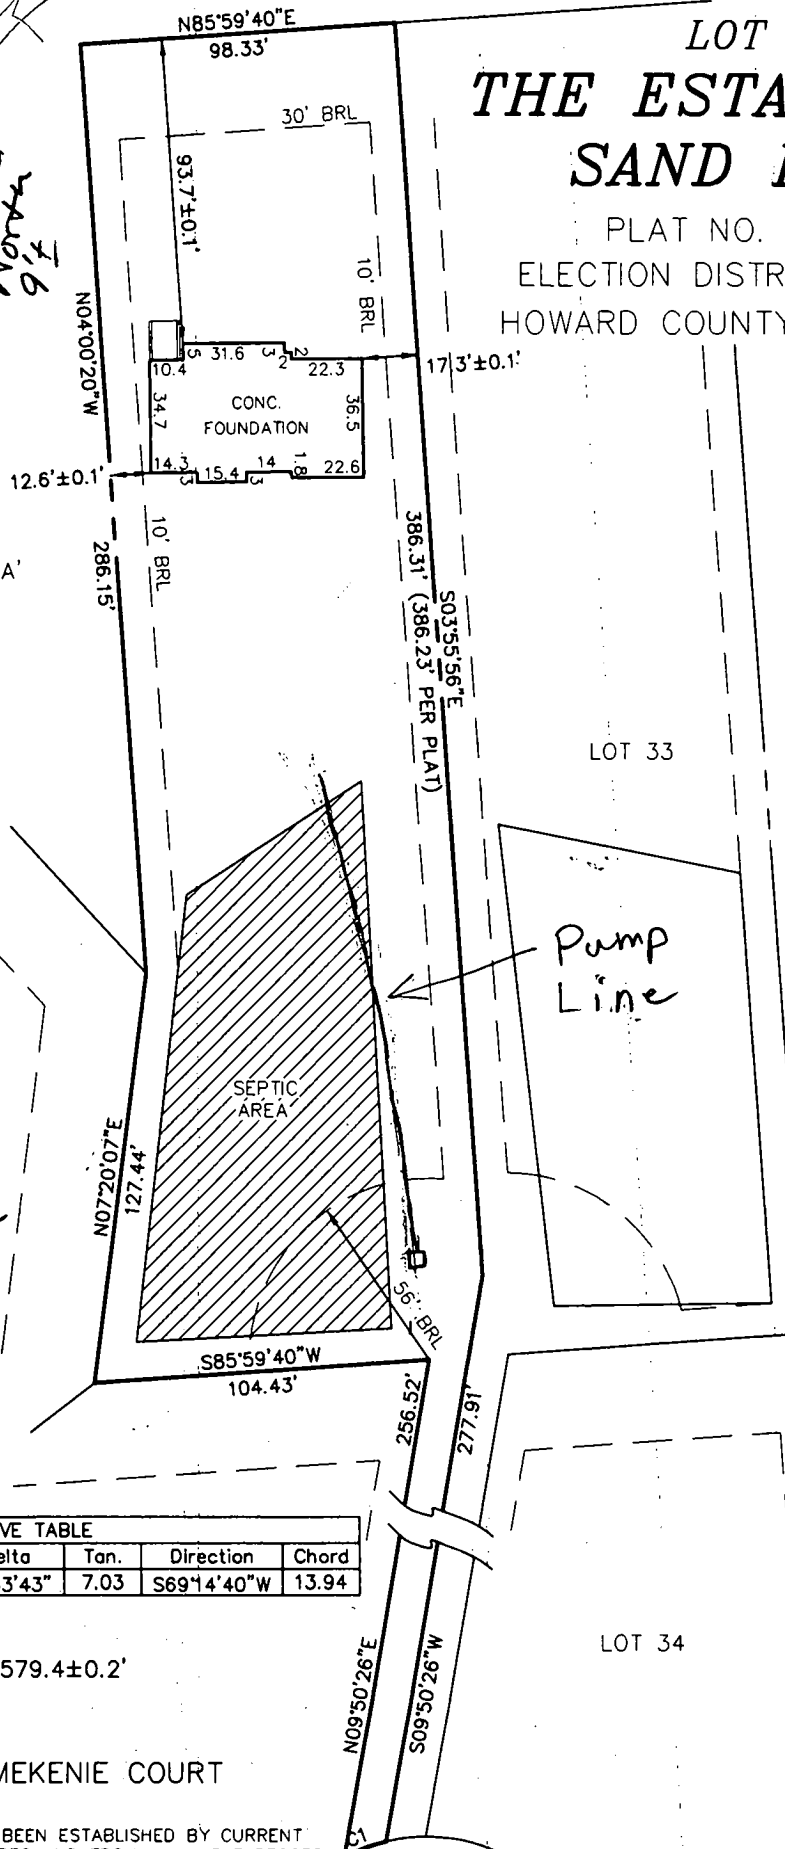 N85°59'40"E
98.33'
LOT
THE ESTA
SAND
PLAT NO.
ELECTION DISTR
HOWARD COUNTY
30' BRL
93.7'±0.1'
10' BRL
N04°00'20"W
5
31.6
3
2
2
22.3
10.4
17.3'±0.1'
34.7
CONC.
FOUNDATION
36.5
14.3
3
15.4
3
14
1.8
22.6
12.6'±0.1'
10' BRL
286.15'
A'
386.31' (386.23' PER PLAT)
S03°55'56"E
LOT 33
Pump
Line
SEPTIC
AREA
N07°20'07"E
127.44'
56' BRL
S85°59'40"W
104.43'
256.52'
277.91'
VE TABLE
elta Tan. Direction Chord
3'43" 7.03 S69°14'40"W 13.94
579.4±0.2'
LOT 34
N09°50'26"E
S09°50'26"W
MEKENIE COURT
C1
BEEN ESTABLISHED BY CURRENT